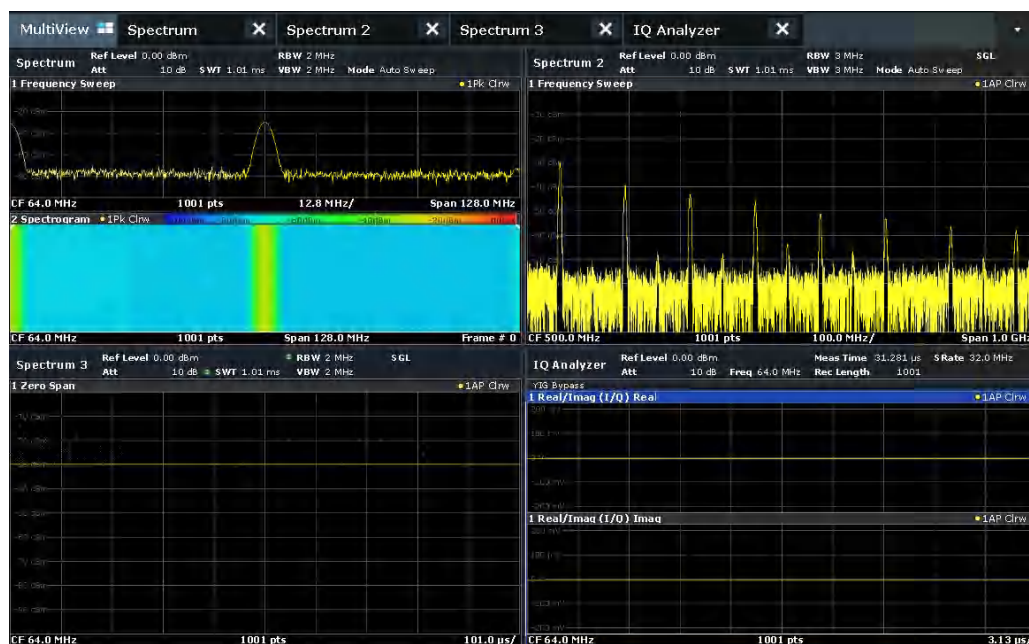 MultiView Spectrum X Spectrum 2 X Spectrum 3 X IQ Analyzer X
Spectrum Ref Level 0.00 dBm RBW 2 MHz
Att 10 dB SWT 1.01 ms VBW 2 MHz Mode Auto Sweep
1 Frequency Sweep 1Pk Clrw
CF 64.0 MHz 1001 pts 12.8 MHz/ Span 128.0 MHz
2 Spectrogram 1Pk Clrw
CF 64.0 MHz 1001 pts Span 128.0 MHz Frame # 0
Spectrum 2 Ref Level 0.00 dBm RBW 3 MHz SGL
Att 10 dB SWT 1.01 ms VBW 3 MHz Mode Auto Sweep
1 Frequency Sweep 1AP Clrw
CF 500.0 MHz 1001 pts 100.0 MHz/ Span 1.0 GHz
Spectrum 3 Ref Level 0.00 dBm RBW 2 MHz SGL
Att 10 dB SWT 1.01 ms VBW 2 MHz
1 Zero Span 1AP Clrw
CF 64.0 MHz 1001 pts 101.0 µs/
IQ Analyzer Ref Level 0.00 dBm Meas Time 31.281 µs SRate 32.0 MHz
Att 10 dB Freq 64.0 MHz Rec Length 1001
YIG Bypass
1 Real/Imag (I/Q) Real 1AP Clrw
1 Real/Imag (I/Q) Imag 1AP Clrw
CF 64.0 MHz 1001 pts 3.13 µs/